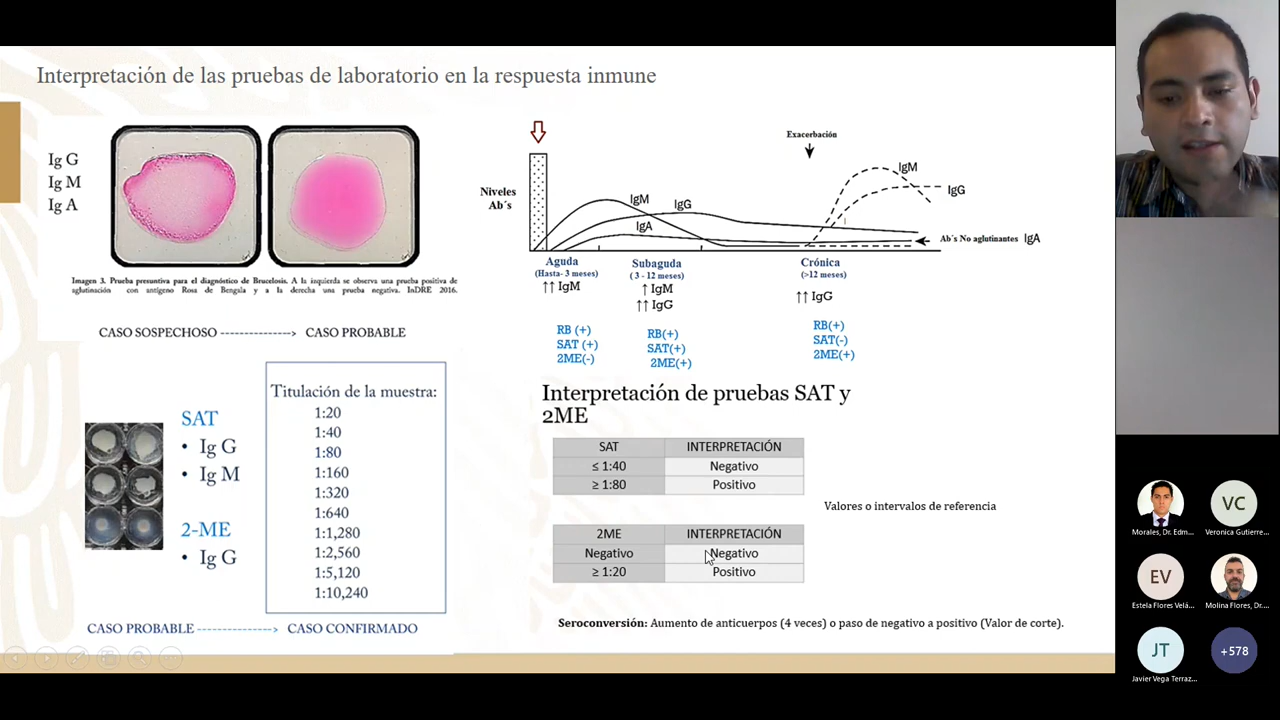 Interpretación de las pruebas de laboratorio en la respuesta inmune
Ig G
Ig M
Ig A
Imagen 3. Prueba presuntiva para el diagnóstico de Brucelosis. A la izquierda se observa una prueba positiva de
aglutinación con antígeno Rosa de Bengala y a la derecha una prueba negativa. InDRE 2016.
CASO SOSPECHOSO ----------> CASO PROBABLE
SAT
• Ig G
• Ig M
2-ME
• Ig G
Titulación de la muestra:
1:20
1:40
1:80
1:160
1:320
1:640
1:1,280
1:2,560
1:5,120
1:10,240
CASO PROBABLE ----------> CASO CONFIRMADO
Niveles
Ab´s
Exacerbación
IgM
IgG
IgA
IgM
IgG
Ab´s No aglutinantes IgA
Aguda
(Hasta- 3 meses)
↑↑ IgM
Subaguda
( 3 - 12 meses)
↑ IgM
↑↑ IgG
Crónica
(>12 meses)
↑↑ IgG
RB (+)
SAT (+)
2ME(-)
RB(+)
SAT(+)
2ME(+)
RB(+)
SAT(-)
2ME(+)
Interpretación de pruebas SAT y
2ME
SAT INTERPRETACIÓN
≤ 1:40 Negativo
≥ 1:80 Positivo
Valores o intervalos de referencia
2ME INTERPRETACIÓN
Negativo Negativo
≥ 1:20 Positivo
Seroconversión: Aumento de anticuerpos (4 veces) o paso de negativo a positivo (Valor de corte).
Morales, Dr. Edm...
VC
Veronica Gutierre...
EV
Estela Flores Velá...
Molina Flores, Dr....
JT
Javier Vega Terraz...
+578